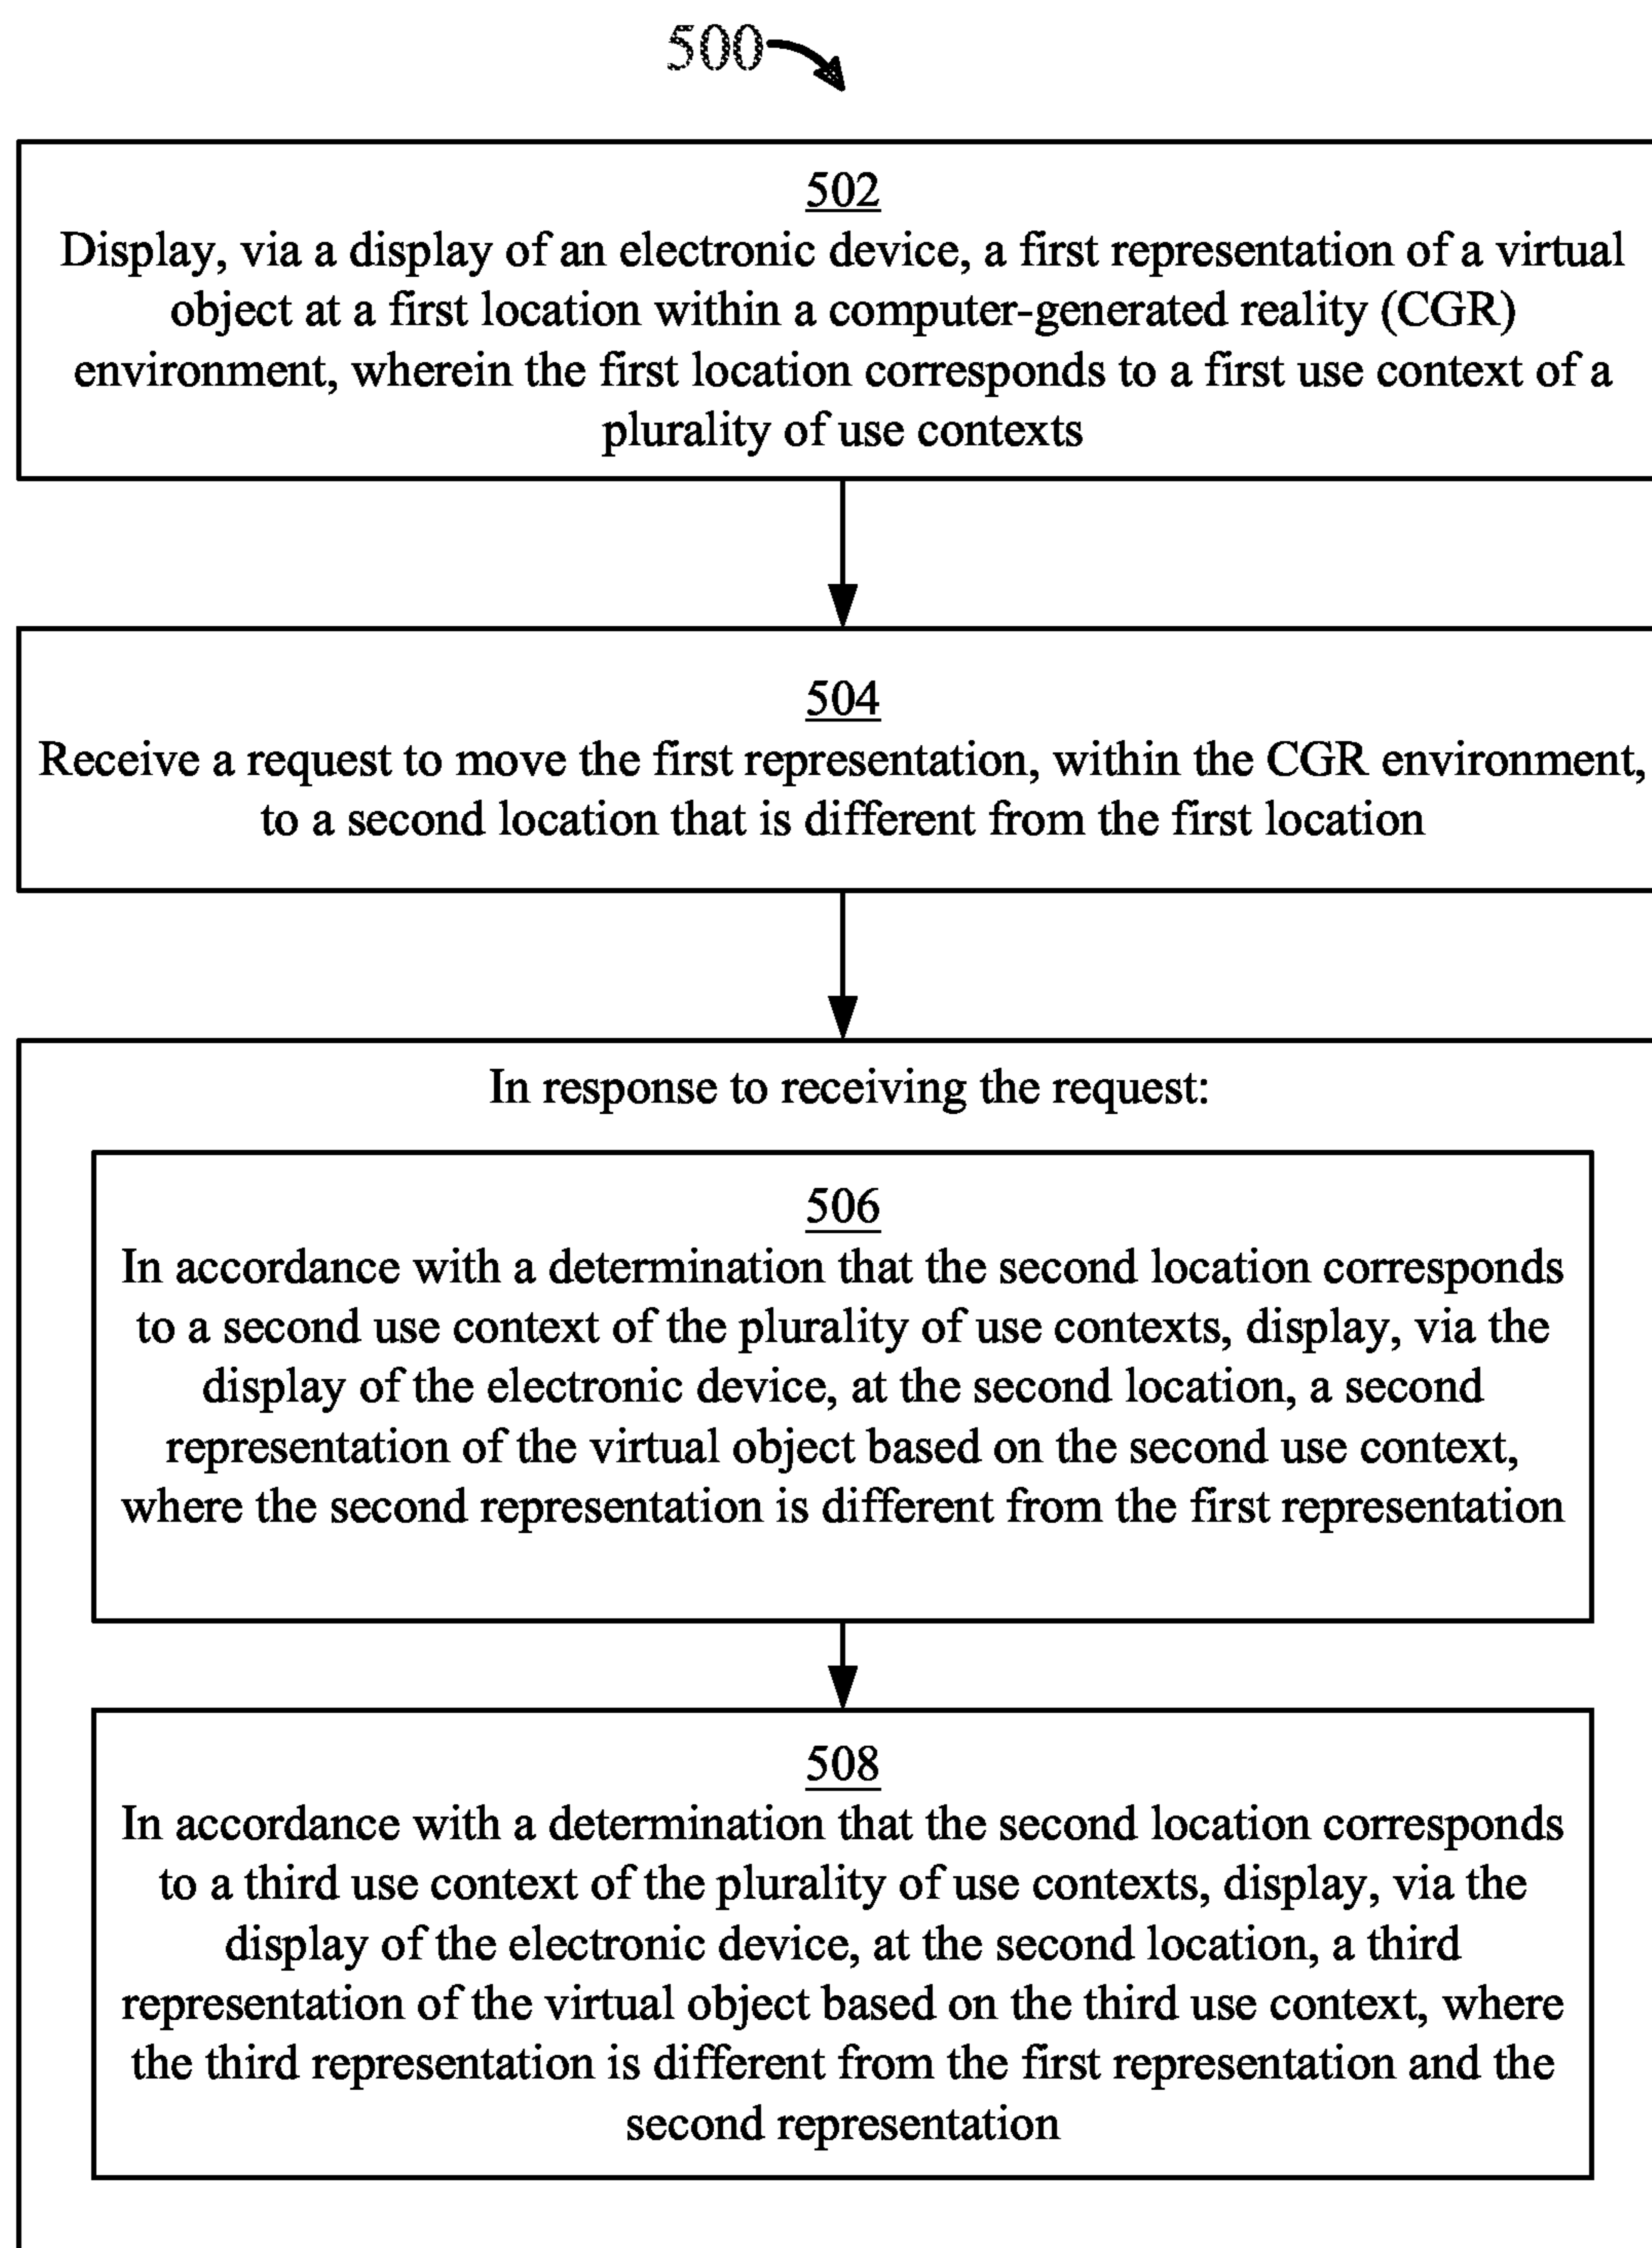 500
502
Display, via a display of an electronic device, a first representation of a virtual
object at a first location within a computer-generated reality (CGR)
environment, wherein the first location corresponds to a first use context of a
plurality of use contexts
504
Receive a request to move the first representation, within the CGR environment,
to a second location that is different from the first location
In response to receiving the request:
506
In accordance with a determination that the second location corresponds
to a second use context of the plurality of use contexts, display, via the
display of the electronic device, at the second location, a second
representation of the virtual object based on the second use context,
where the second representation is different from the first representation
508
In accordance with a determination that the second location corresponds
to a third use context of the plurality of use contexts, display, via the
display of the electronic device, at the second location, a third
representation of the virtual object based on the third use context, where
the third representation is different from the first representation and the
second representation